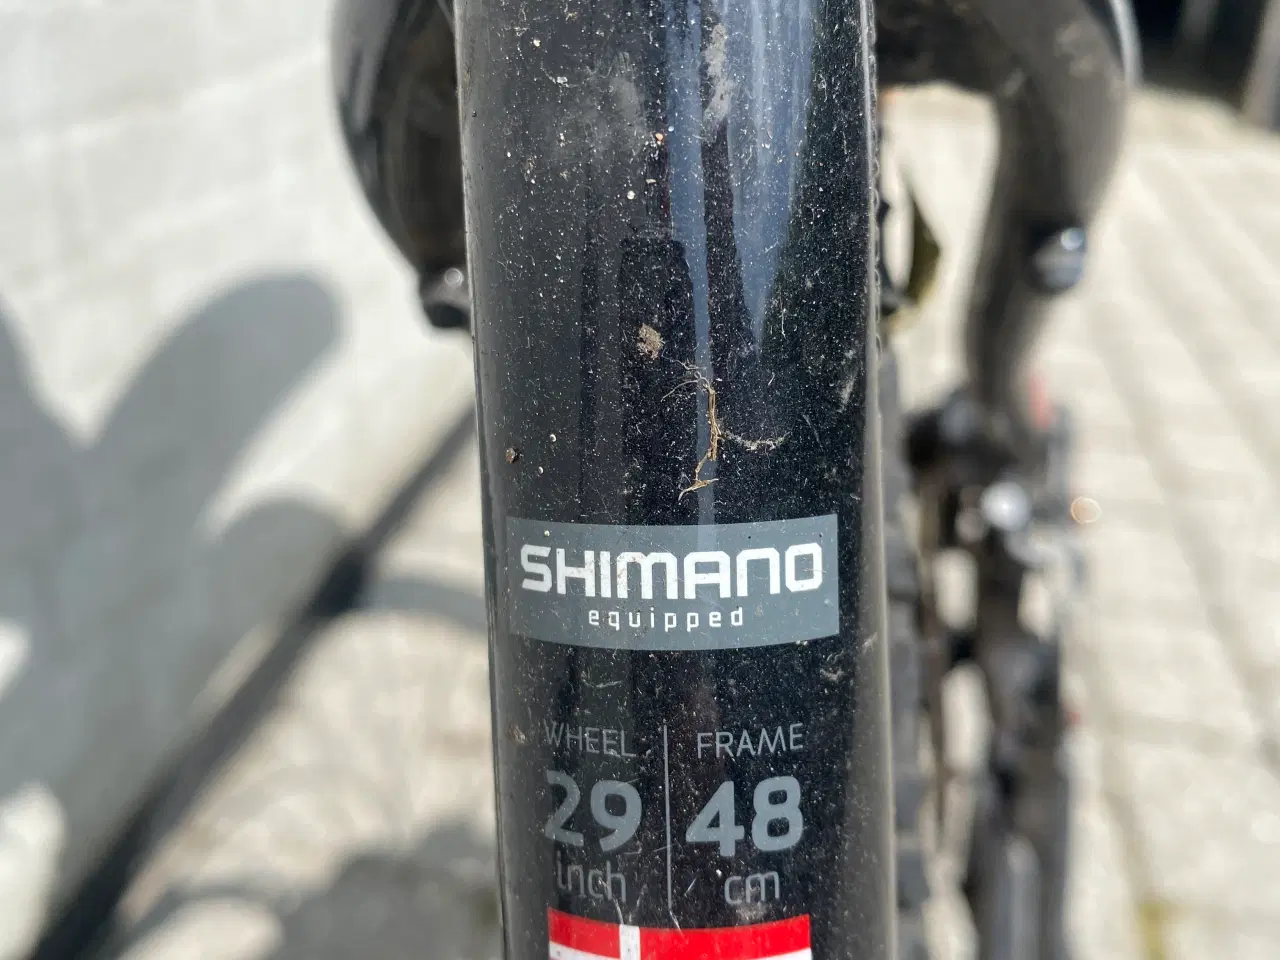 SHIMANO
equipped
WHEEL FRAME
29 48
inch cm